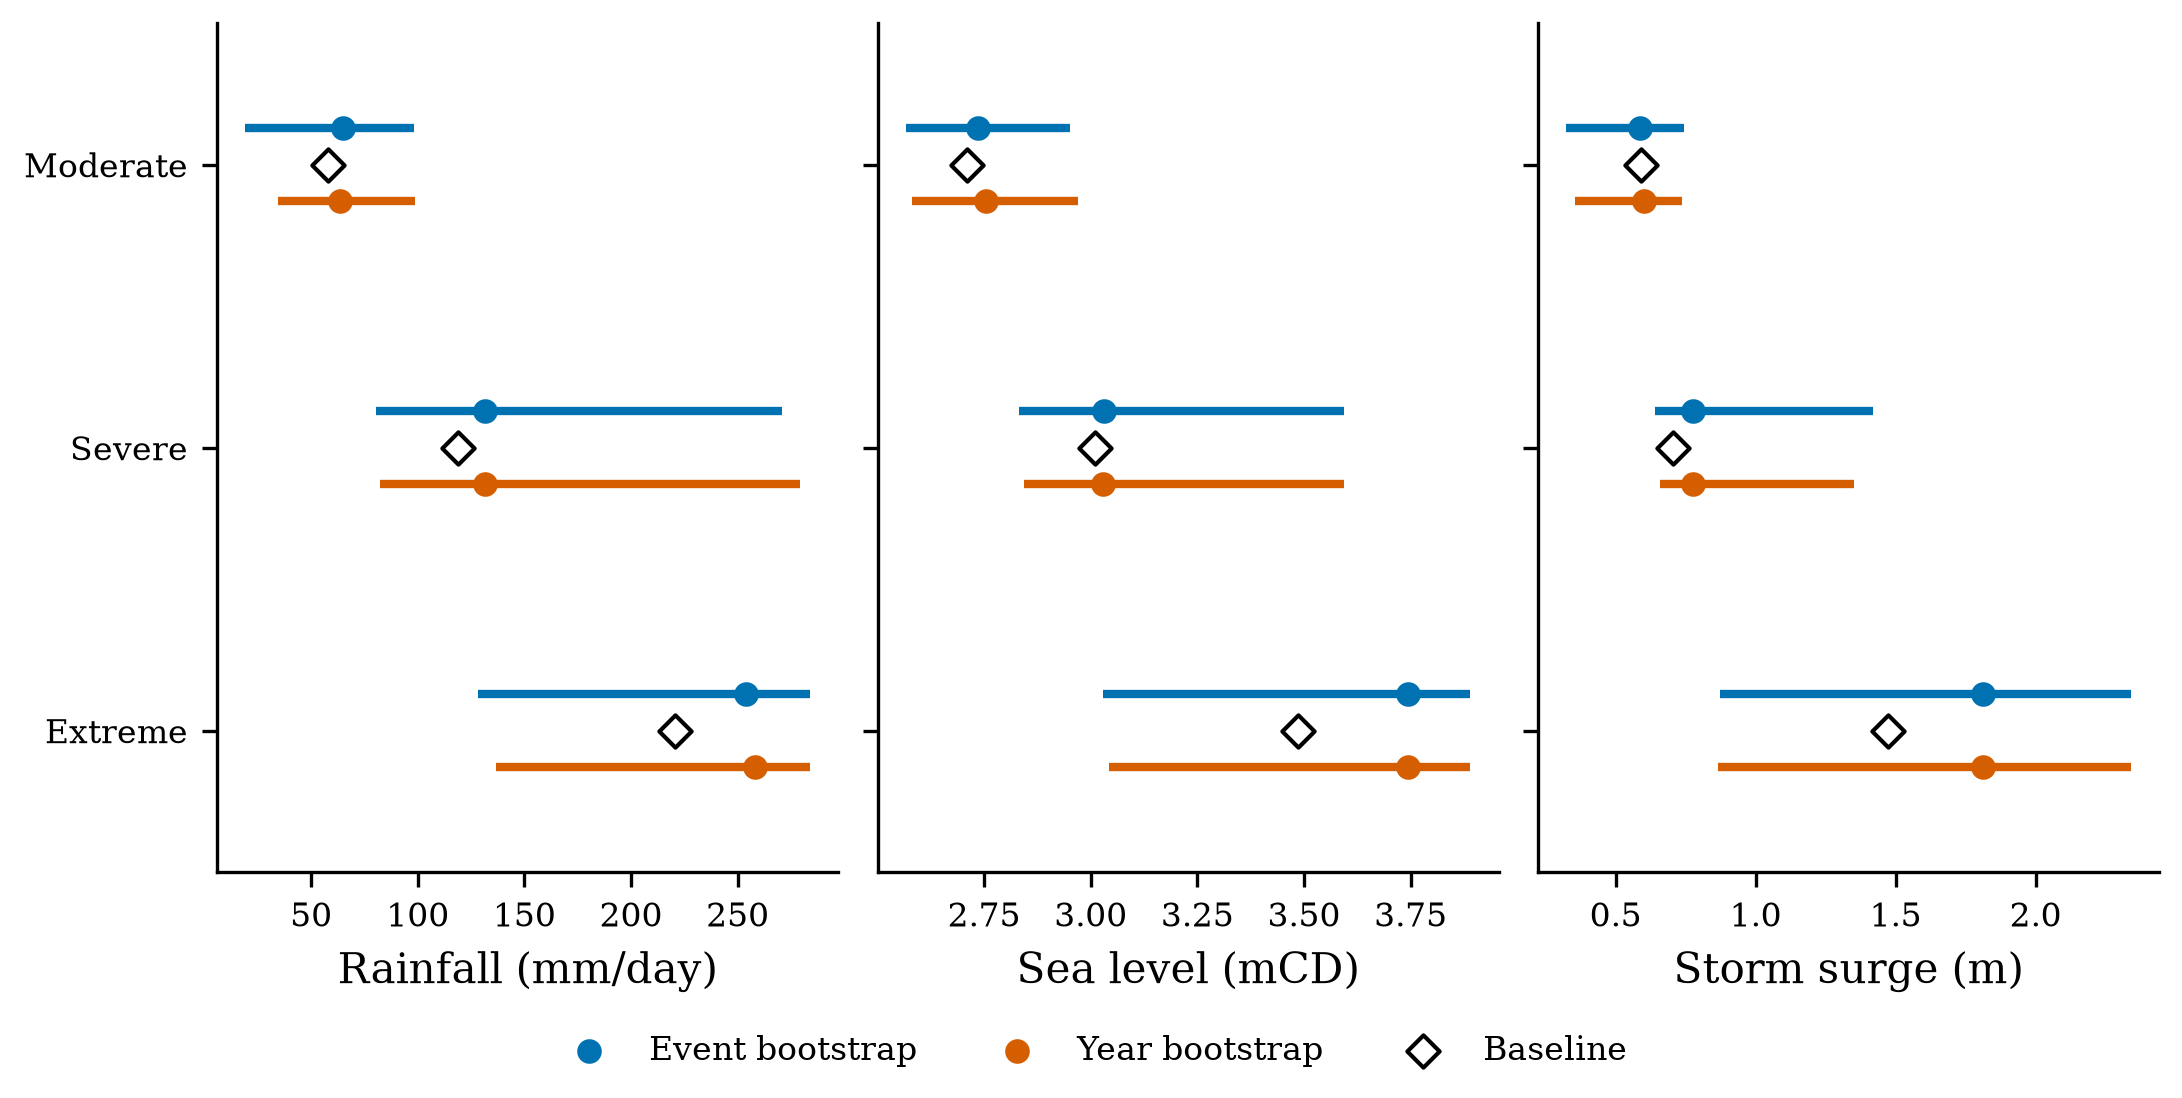 Moderate
Severe
Extreme
50 100 150 200 250
2.75 3.00 3.25 3.50 3.75
0.5 1.0 1.5 2.0
Rainfall (mm/day)
Sea level (mCD)
Storm surge (m)
Event bootstrap
Year bootstrap
Baseline